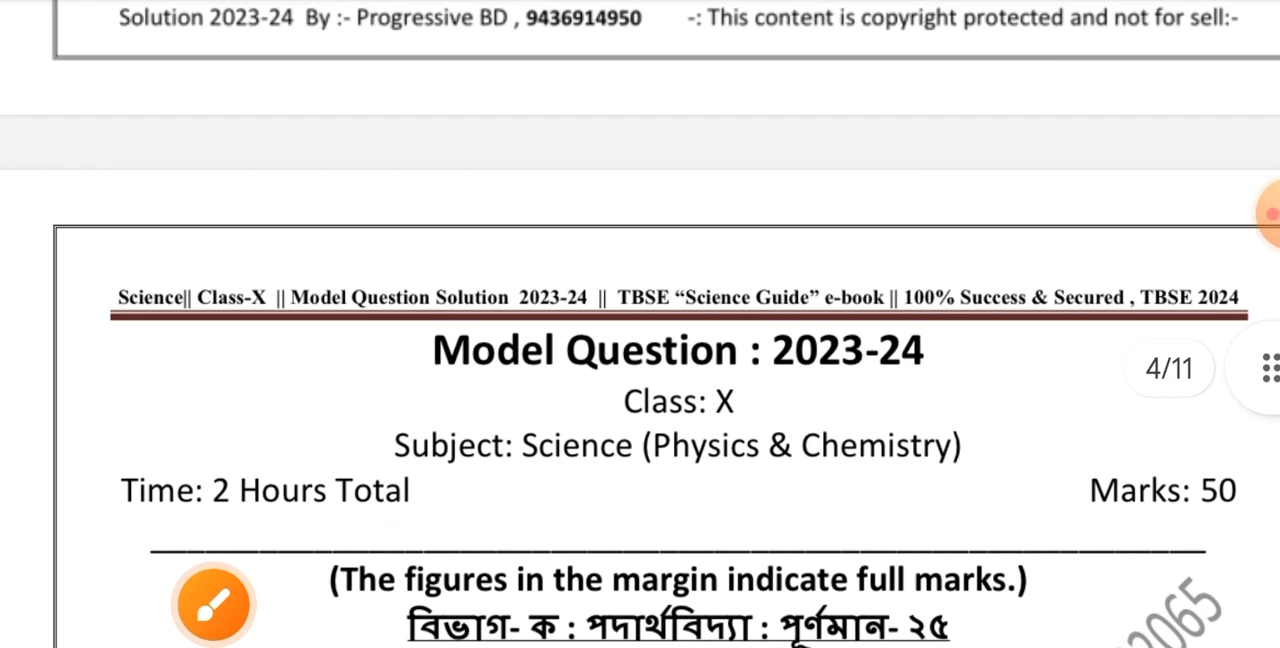 Solution 2023-24 By :- Progressive BD , 9436914950 -: This content is copyright protected and not for sell:-
Science|| Class-X || Model Question Solution 2023-24 || TBSE “Science Guide” e-book || 100% Success & Secured , TBSE 2024
Model Question : 2023-24
4/11
Class: X
Subject: Science (Physics & Chemistry)
Time: 2 Hours Total Marks: 50
(The figures in the margin indicate full marks.)
বিভাগ- ক : পদার্থবিদ্যা : পূর্ণমান- ২৫